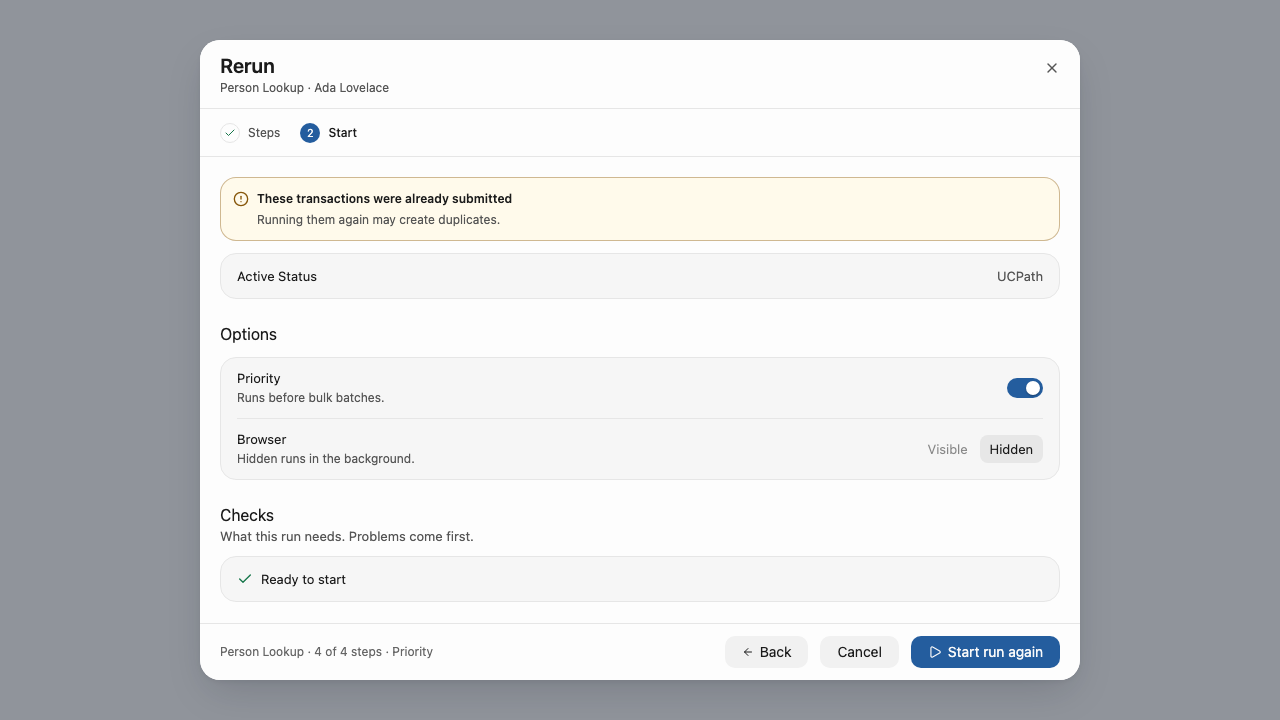 Rerun
Person Lookup · Ada Lovelace
Steps
2 Start
These transactions were already submitted
Running them again may create duplicates.
Active Status UCPath
Options
Priority
Runs before bulk batches.
Browser
Hidden runs in the background.
Visible Hidden
Checks
What this run needs. Problems come first.
Ready to start
Person Lookup · 4 of 4 steps · Priority
Back Cancel Start run again